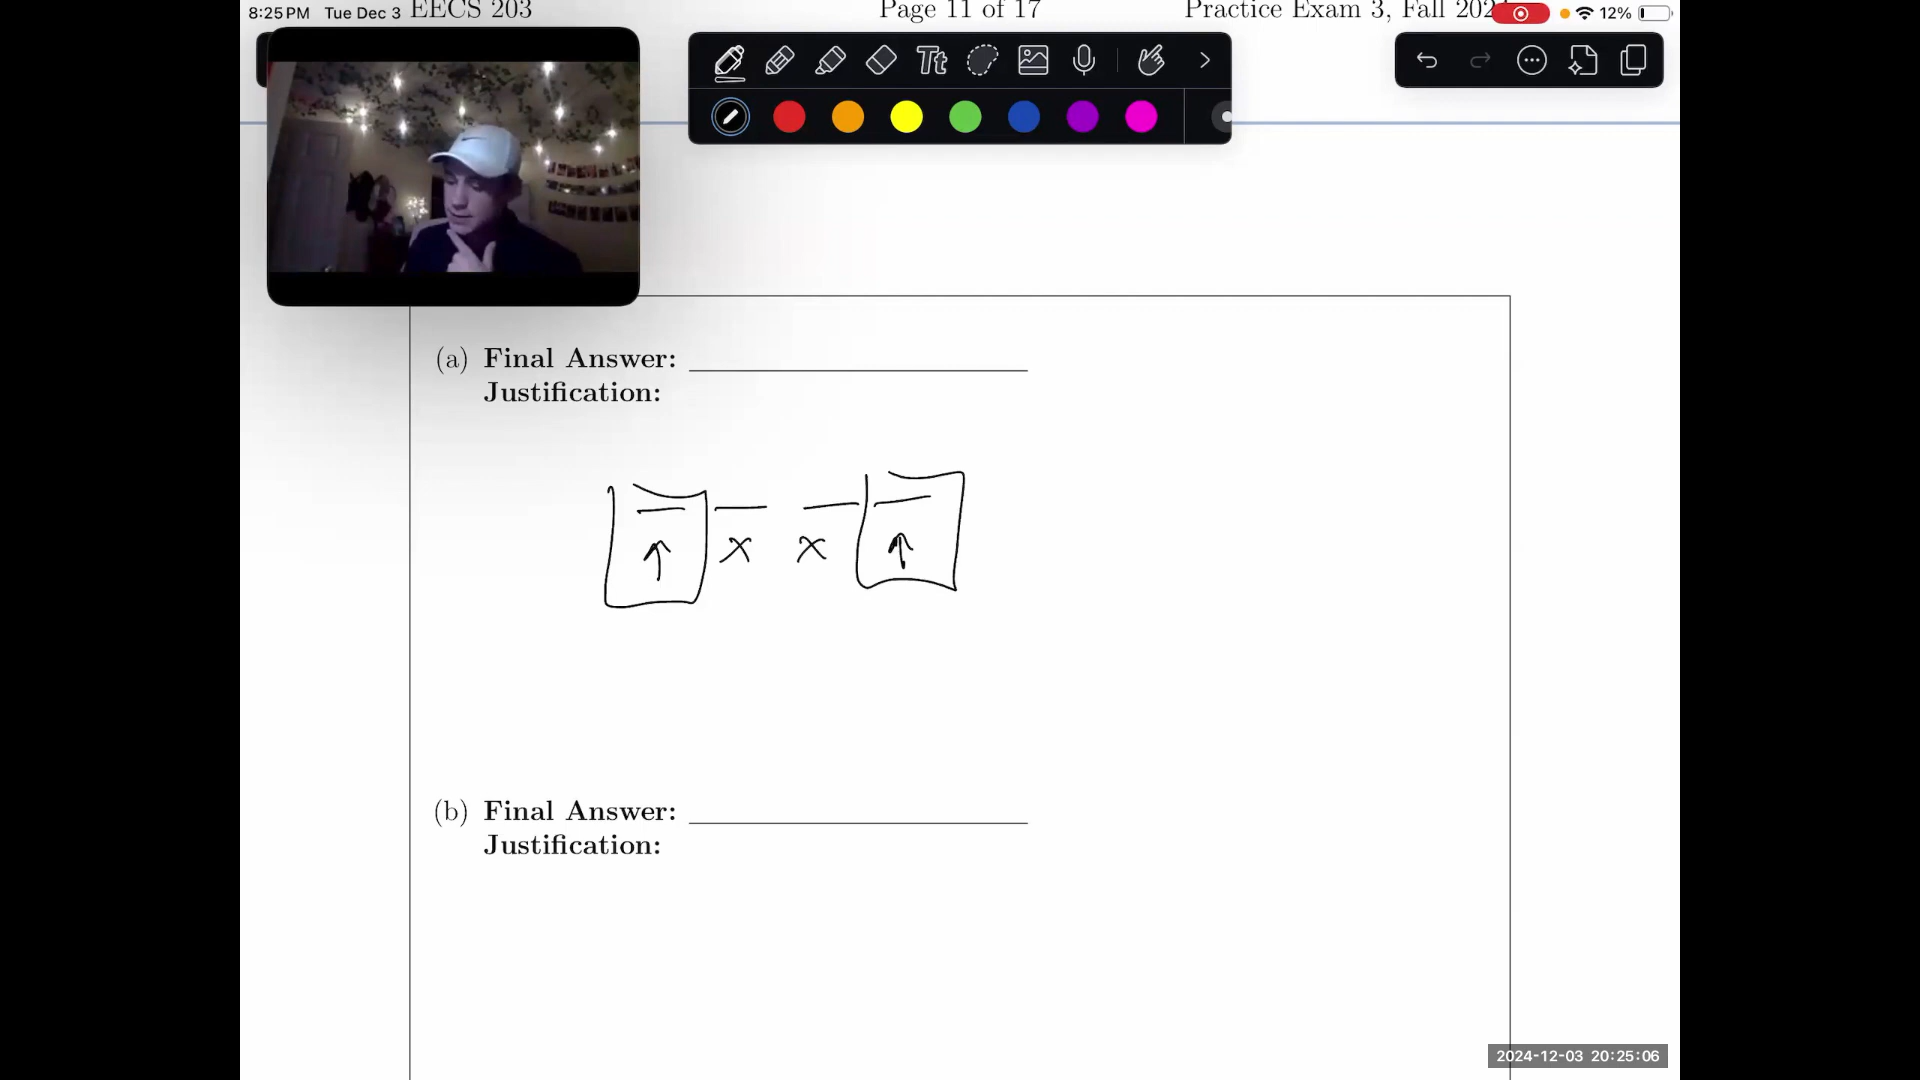 8:25 PM Tue Dec 3 12%
EECS 203 Page 11 of 17 Practice Exam 3, Fall 202
Tt
(a) Final Answer:
Justification:
x x
(b) Final Answer:
Justification:
2024-12-03 20:25:06